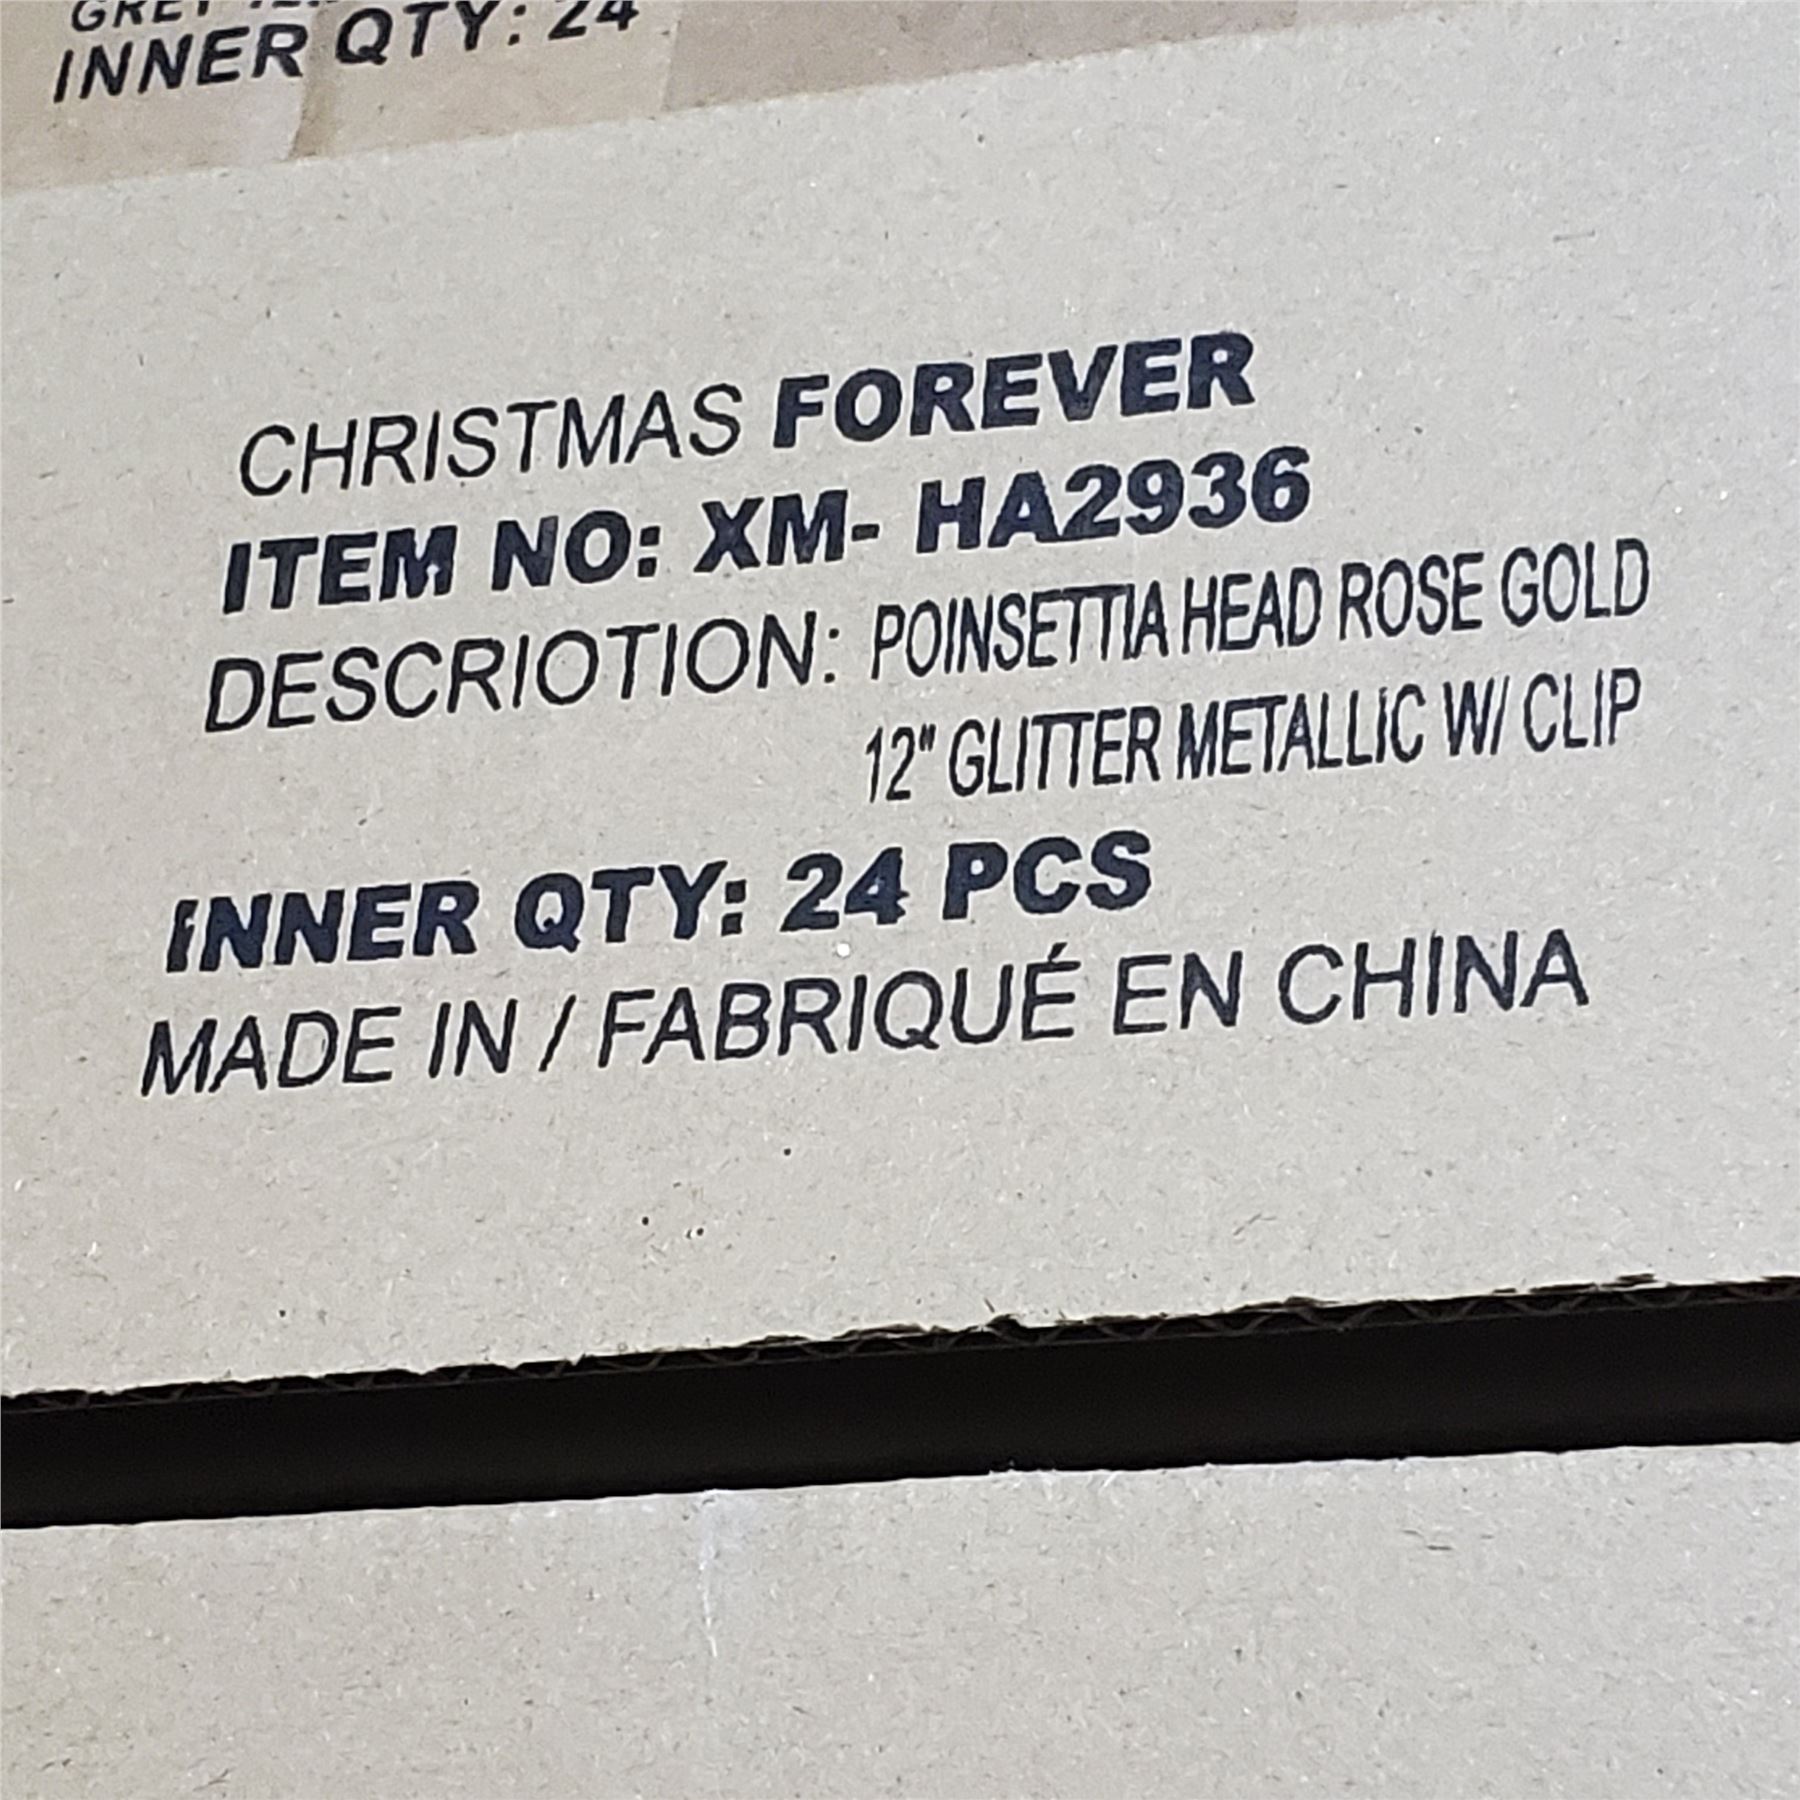 INNER QTY: 24
CHRISTMAS FOREVER
ITEM NO: XM- HA2936
DESCRIOTION: POINSETTIA HEAD ROSE GOLD
12" GLITTER METALLIC W/ CLIP
INNER QTY: 24 PCS
MADE IN / FABRIQUÉ EN CHINA